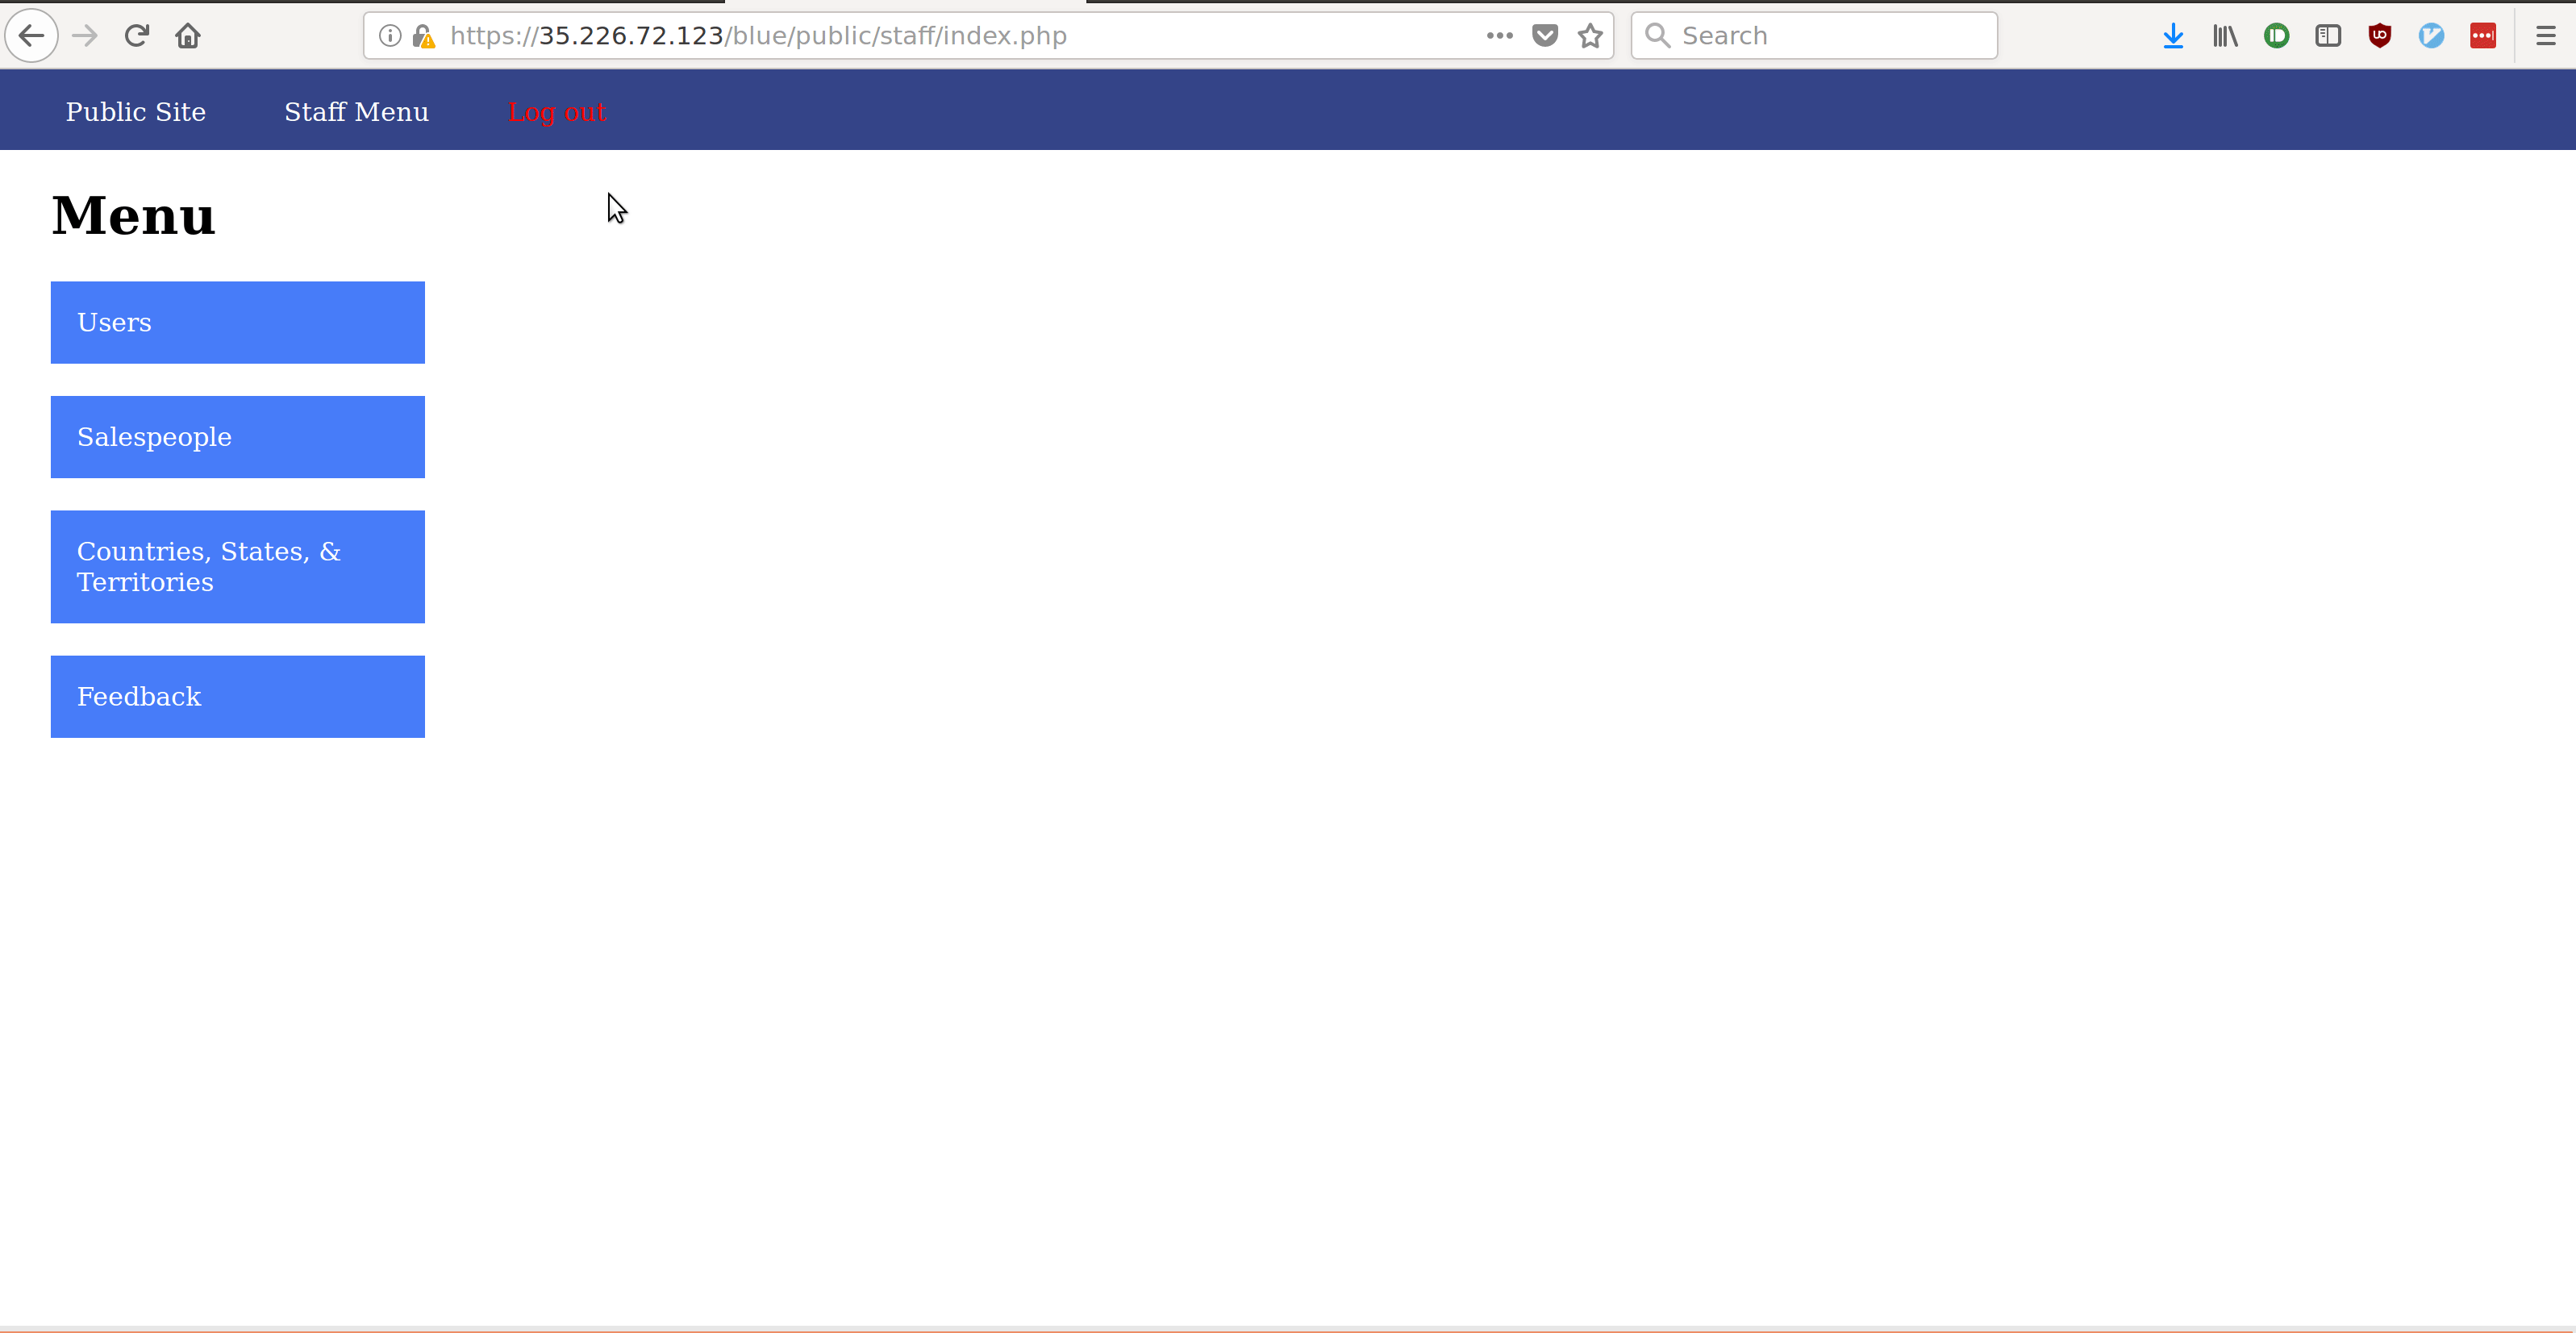 https://35.226.72.123/blue/public/staff/index.php
Search
Public Site
Staff Menu
Log out
Menu
Users
Salespeople
Countries, States, &
Territories
Feedback